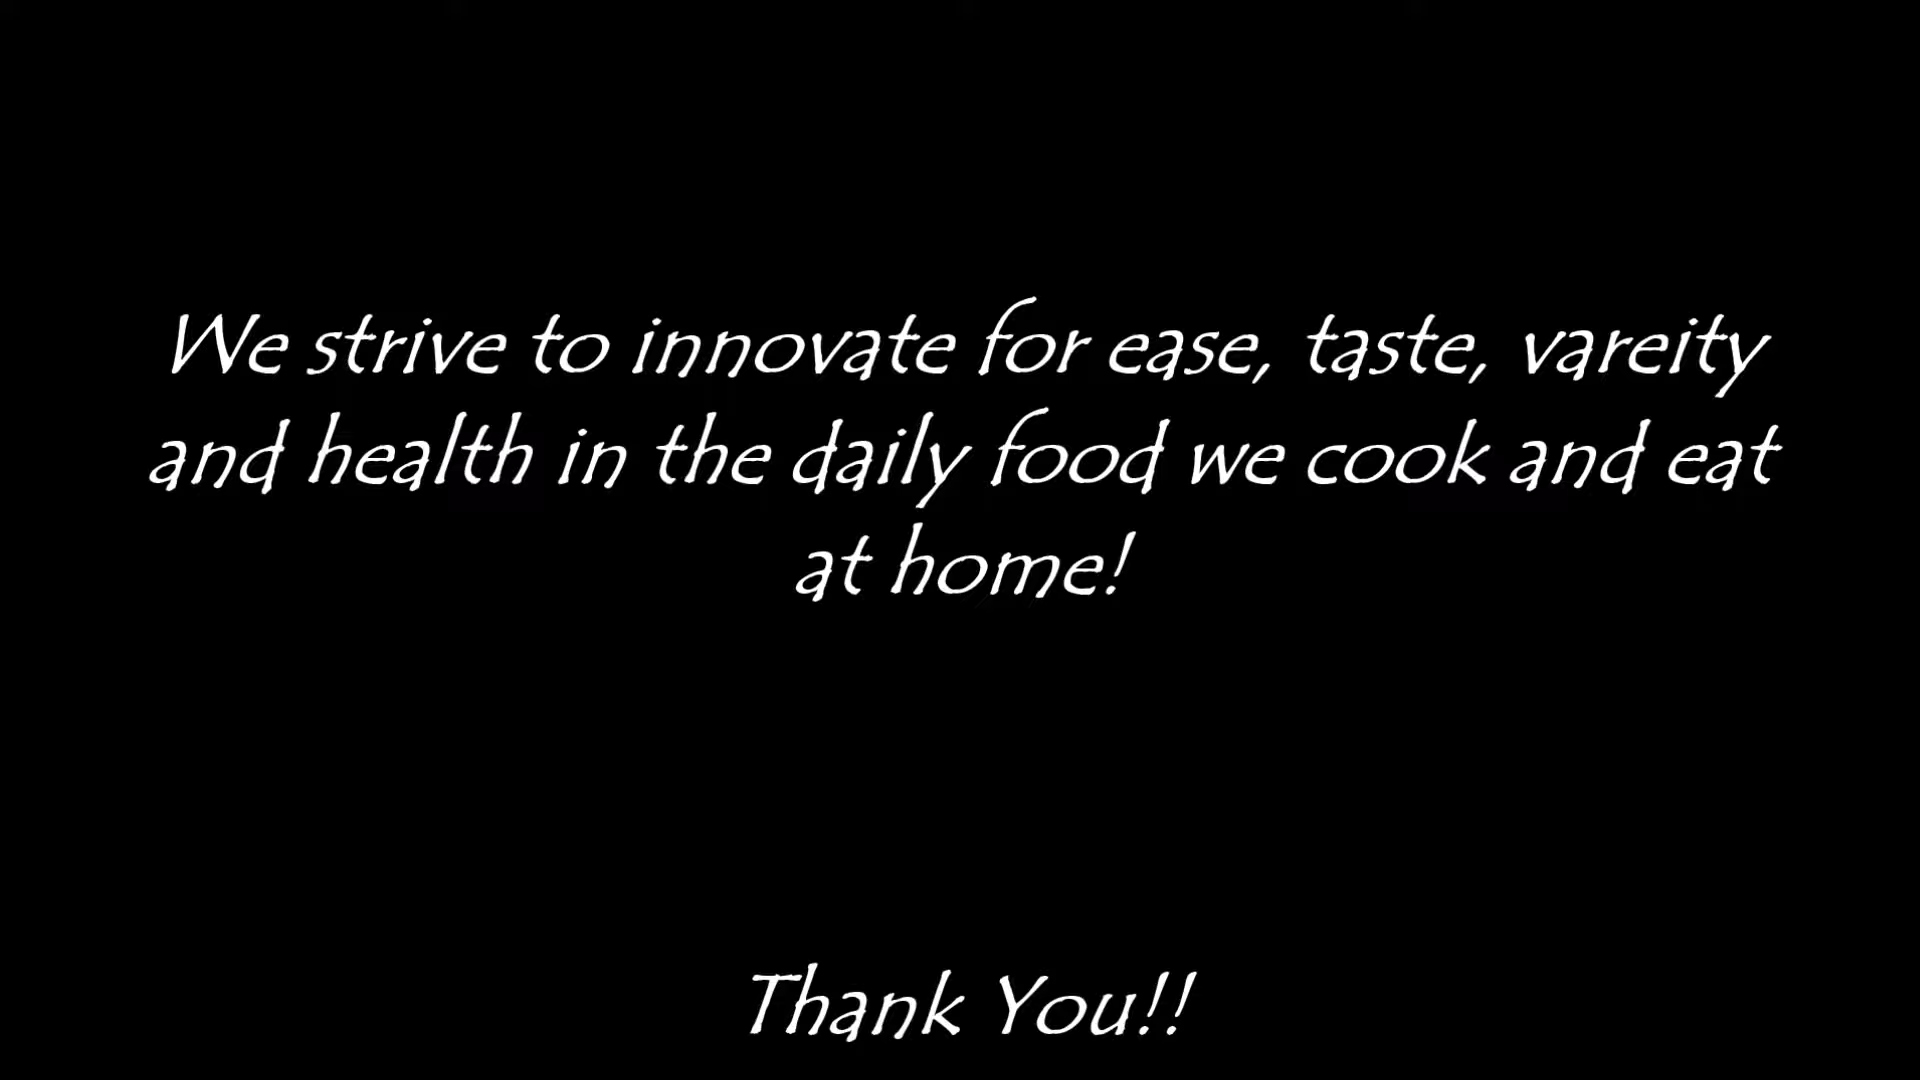 We strive to innovate for ease, taste, vareity
and health in the daily food we cook and eat
at home!
Thank You!!